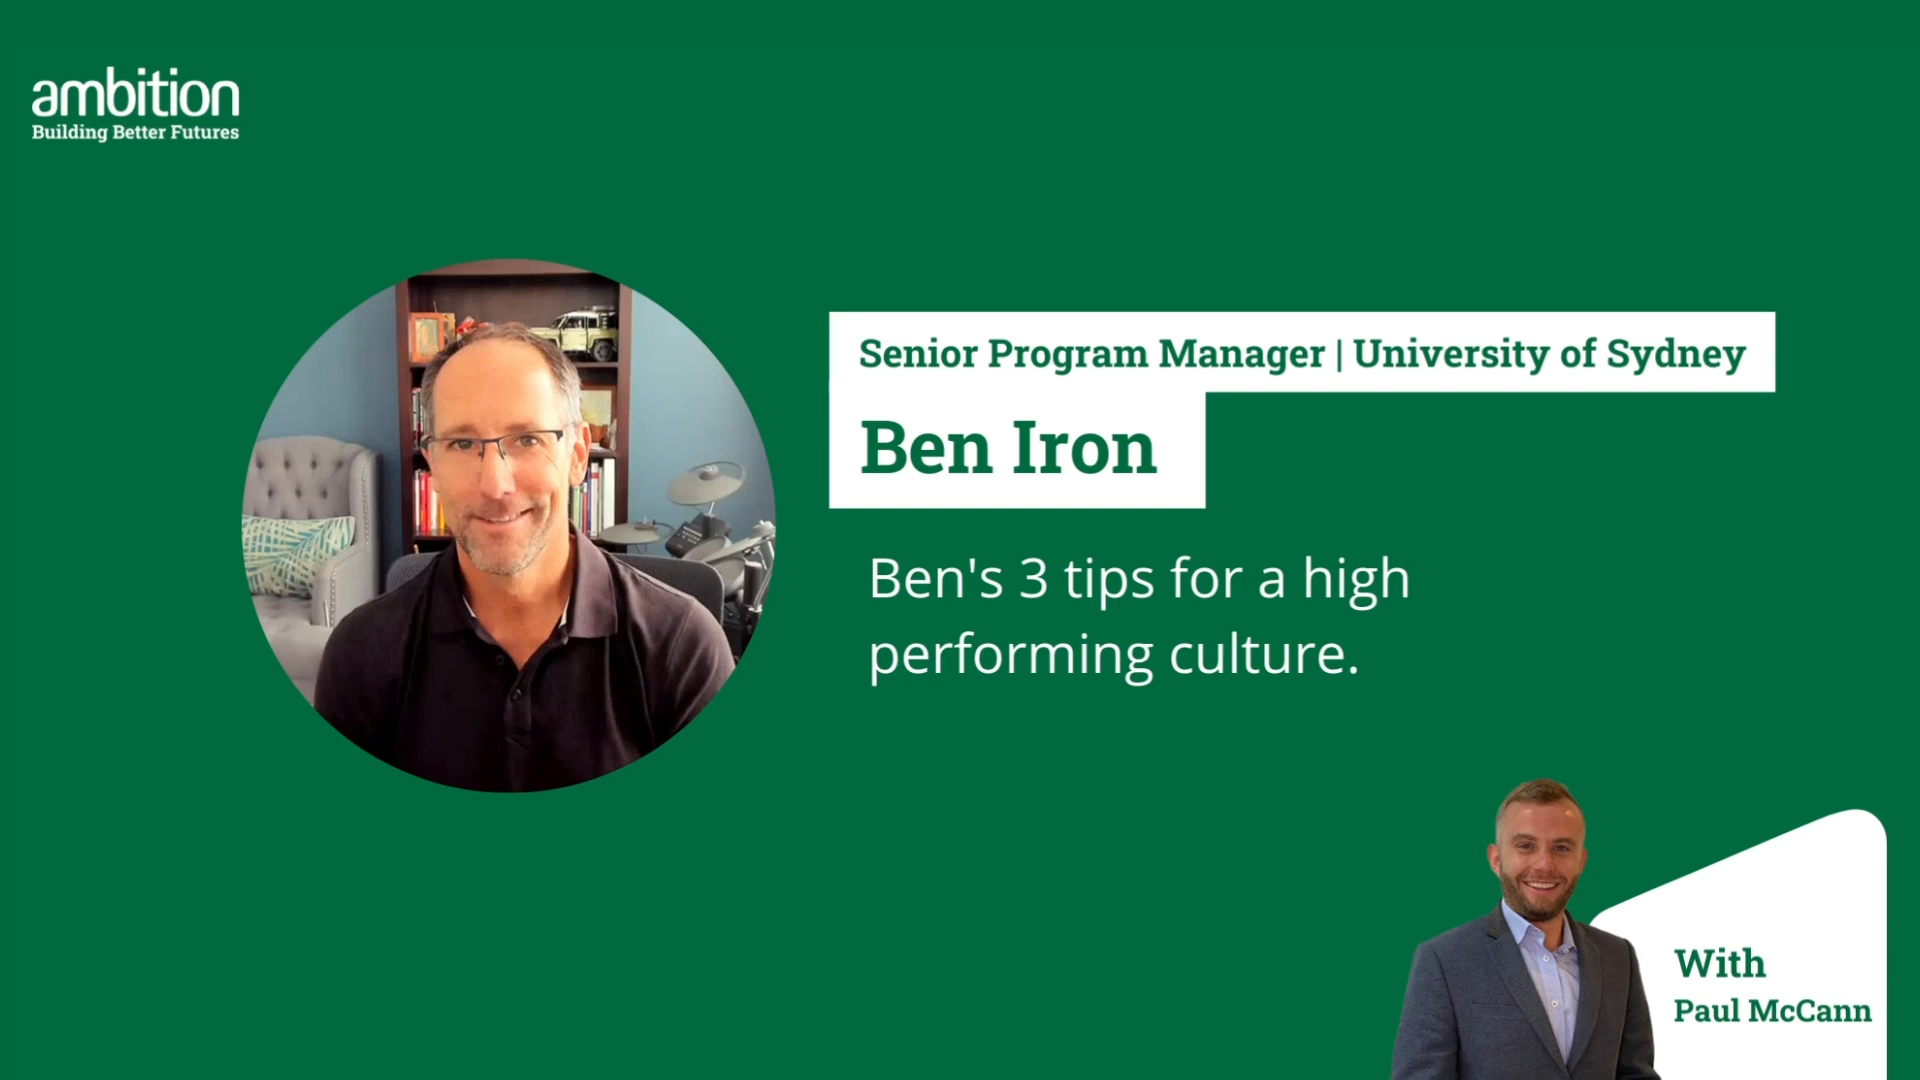 ambition
Building Better Futures
Senior Program Manager | University of Sydney
Ben Iron
Ben's 3 tips for a high
performing culture.
With
Paul McCann